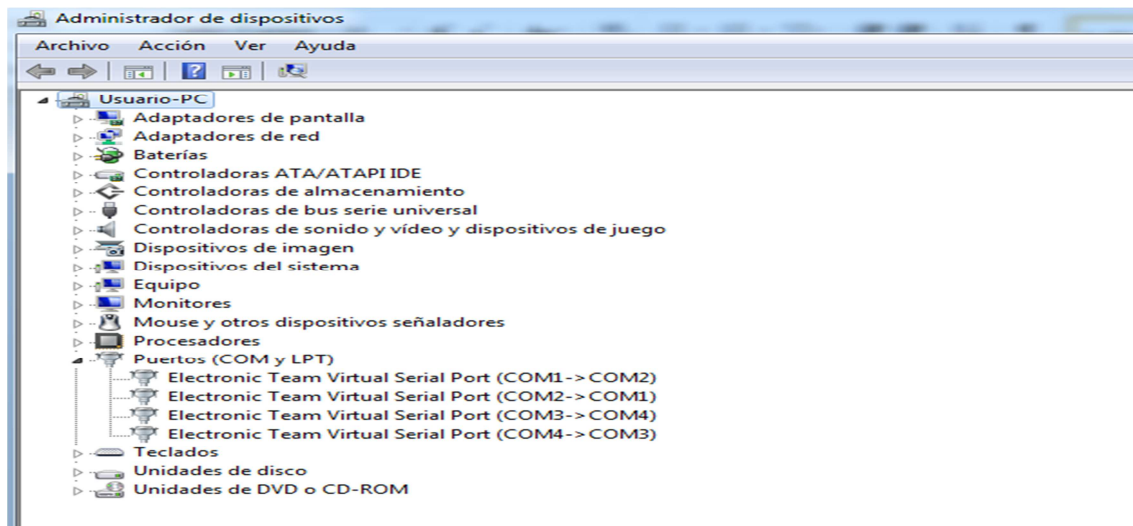 Administrador de dispositivos
Archivo Acción Ver Ayuda
Usuario-PC
Adaptadores de pantalla
Adaptadores de red
Baterías
Controladoras ATA/ATAPI IDE
Controladoras de almacenamiento
Controladoras de bus serie universal
Controladoras de sonido y vídeo y dispositivos de juego
Dispositivos de imagen
Dispositivos del sistema
Equipo
Monitores
Mouse y otros dispositivos señaladores
Procesadores
Puertos (COM y LPT)
Electronic Team Virtual Serial Port (COM1->COM2)
Electronic Team Virtual Serial Port (COM2->COM1)
Electronic Team Virtual Serial Port (COM3->COM4)
Electronic Team Virtual Serial Port (COM4->COM3)
Teclados
Unidades de disco
Unidades de DVD o CD-ROM